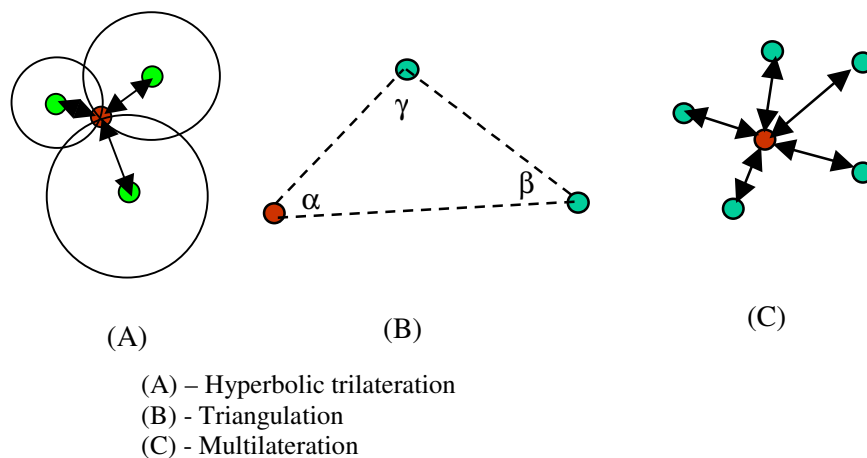 γ
α
β
(A)
(B)
(C)
(A) – Hyperbolic trilateration
(B) - Triangulation
(C) - Multilateration